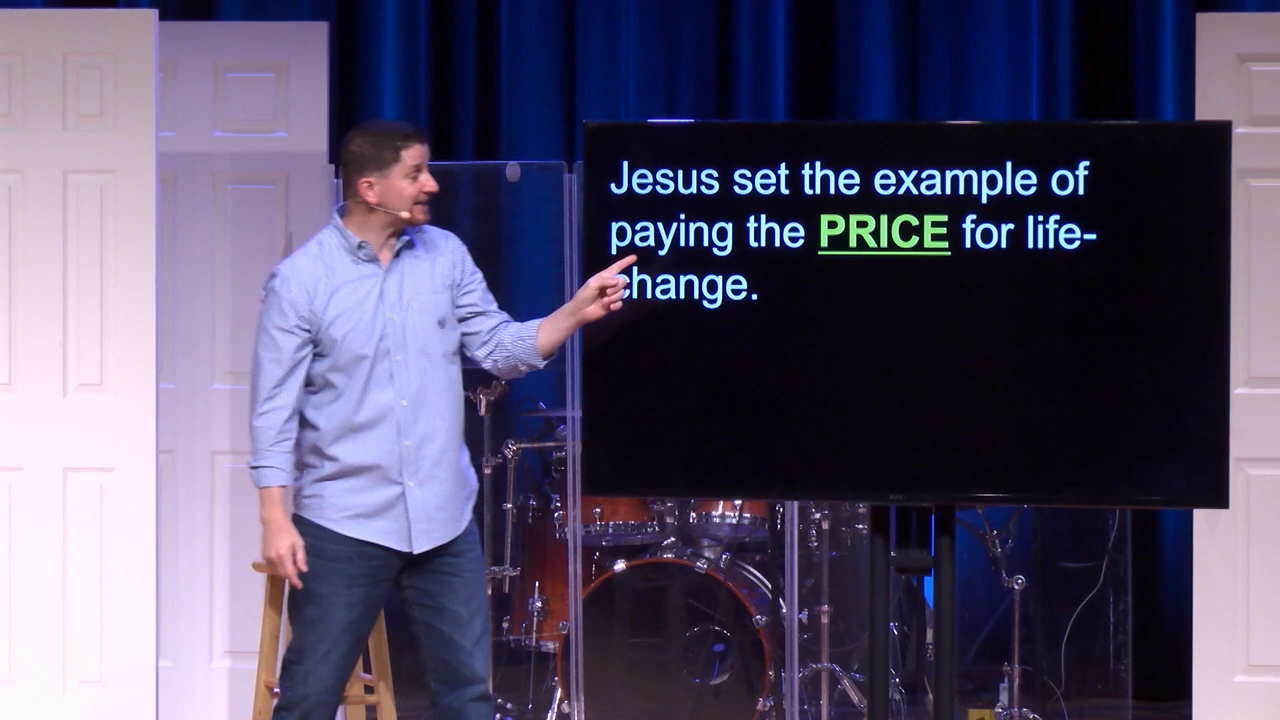 Jesus set the example of
paying the PRICE for life-
change.